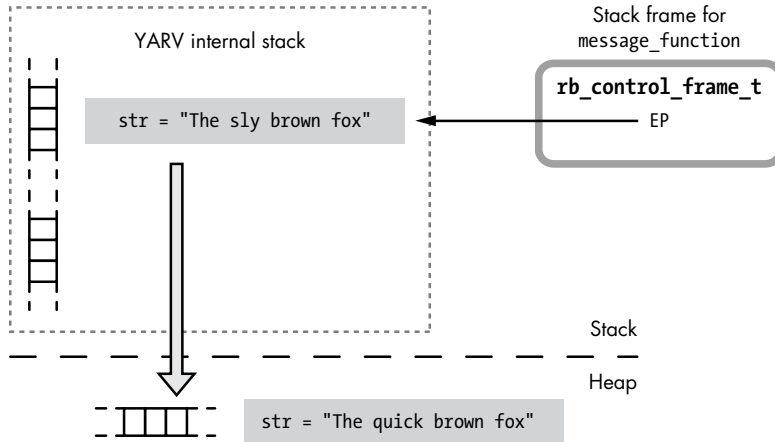 YARV internal stack
Stack frame for
message_function
rb_control_frame_t
EP
str = "The sly brown fox"
Stack
Heap
str = "The quick brown fox"